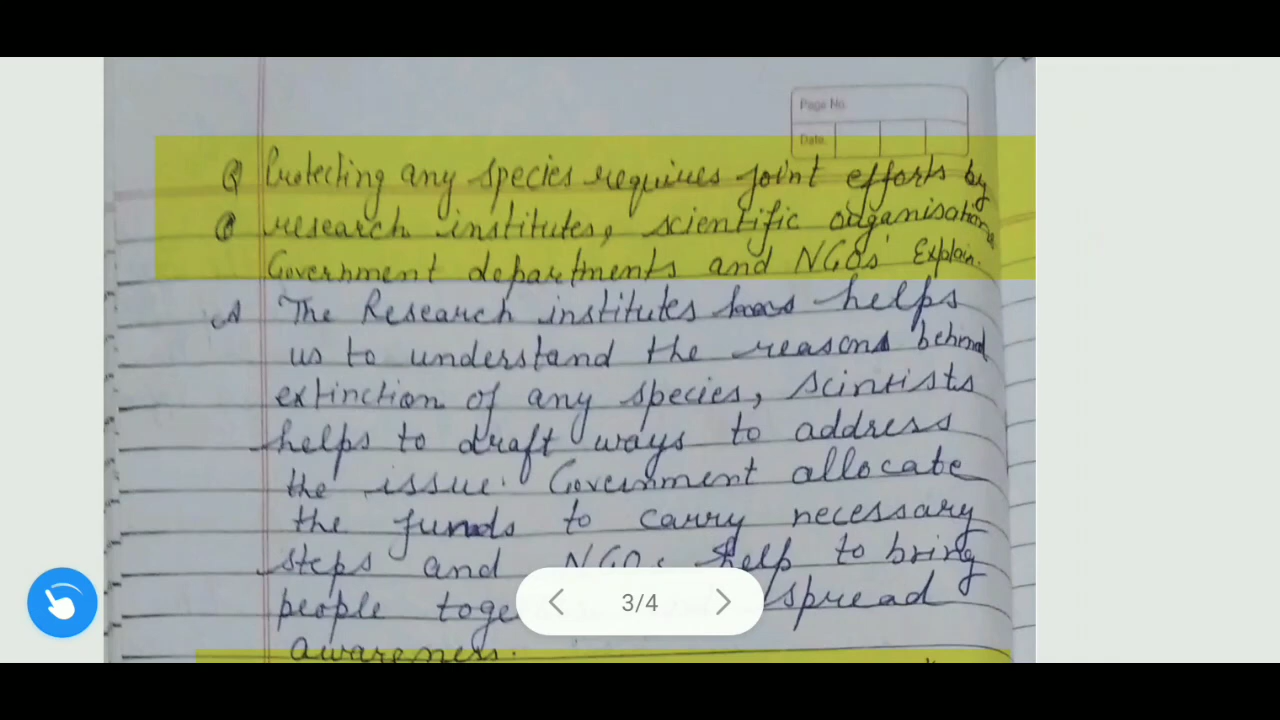 Page No.
Date
Q Protecting any species requires joint efforts by
research institutes, scientific organisations
Government departments and NGOs' Explain.
A The Research institutes helps
us to understand the reasons behind
extinction of any species, scintists
helps to draft ways to address
the issue. Government allocate
the funds to carry necessary
steps and NGOs help to bring
people spread
awareness.
3/4